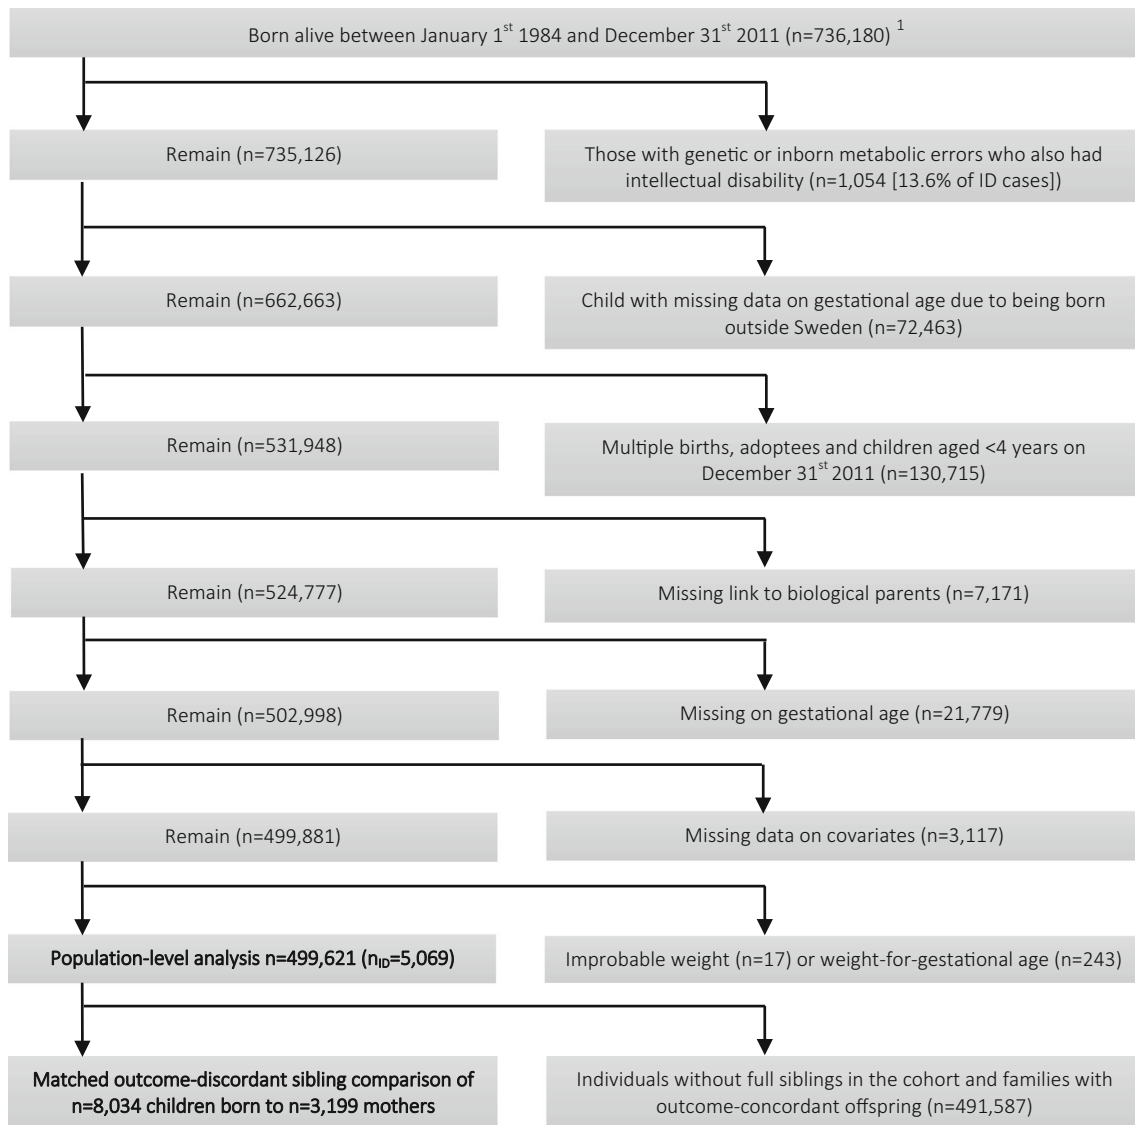 Born alive between January 1st 1984 and December 31st 2011 (n=736,180) 1
Remain (n=735,126)
Those with genetic or inborn metabolic errors who also had
intellectual disability (n=1,054 [13.6% of ID cases])
Remain (n=662,663)
Child with missing data on gestational age due to being born
outside Sweden (n=72,463)
Remain (n=531,948)
Multiple births, adoptees and children aged <4 years on
December 31st 2011 (n=130,715)
Remain (n=524,777)
Missing link to biological parents (n=7,171)
Remain (n=502,998)
Missing on gestational age (n=21,779)
Remain (n=499,881)
Missing data on covariates (n=3,117)
Population-level analysis n=499,621 (nID=5,069)
Improbable weight (n=17) or weight-for-gestational age (n=243)
Matched outcome-discordant sibling comparison of
n=8,034 children born to n=3,199 mothers
Individuals without full siblings in the cohort and families with
outcome-concordant offspring (n=491,587)